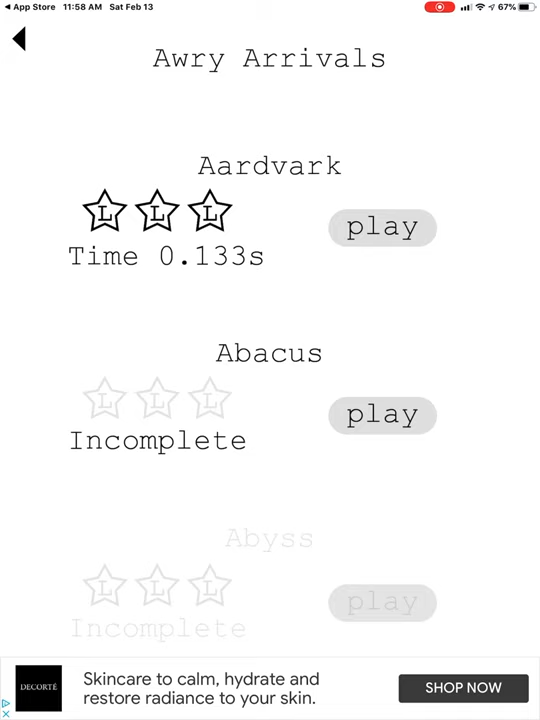 App Store 11:58 AM Sat Feb 13 67%
Awry Arrivals
Aardvark
L L L
play
Time 0.133s
Abacus
L L L
play
Incomplete
Abyss
L L L
play
Incomplete
DECORTÉ
Skincare to calm, hydrate and
restore radiance to your skin.
SHOP NOW